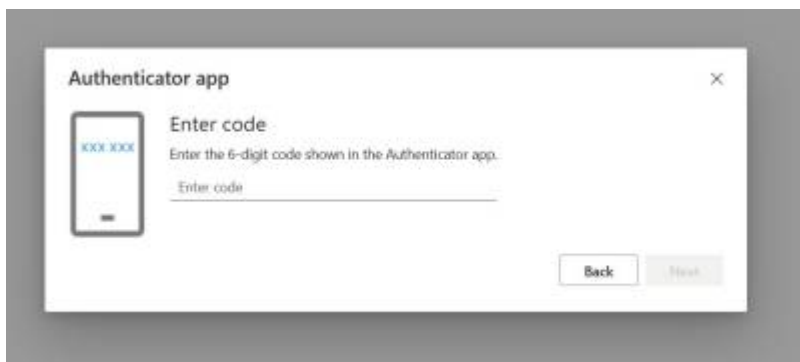 Authenticator app
xxx xxx
Enter code
Enter the 6-digit code shown in the Authenticator app.
Enter code
Back
Next